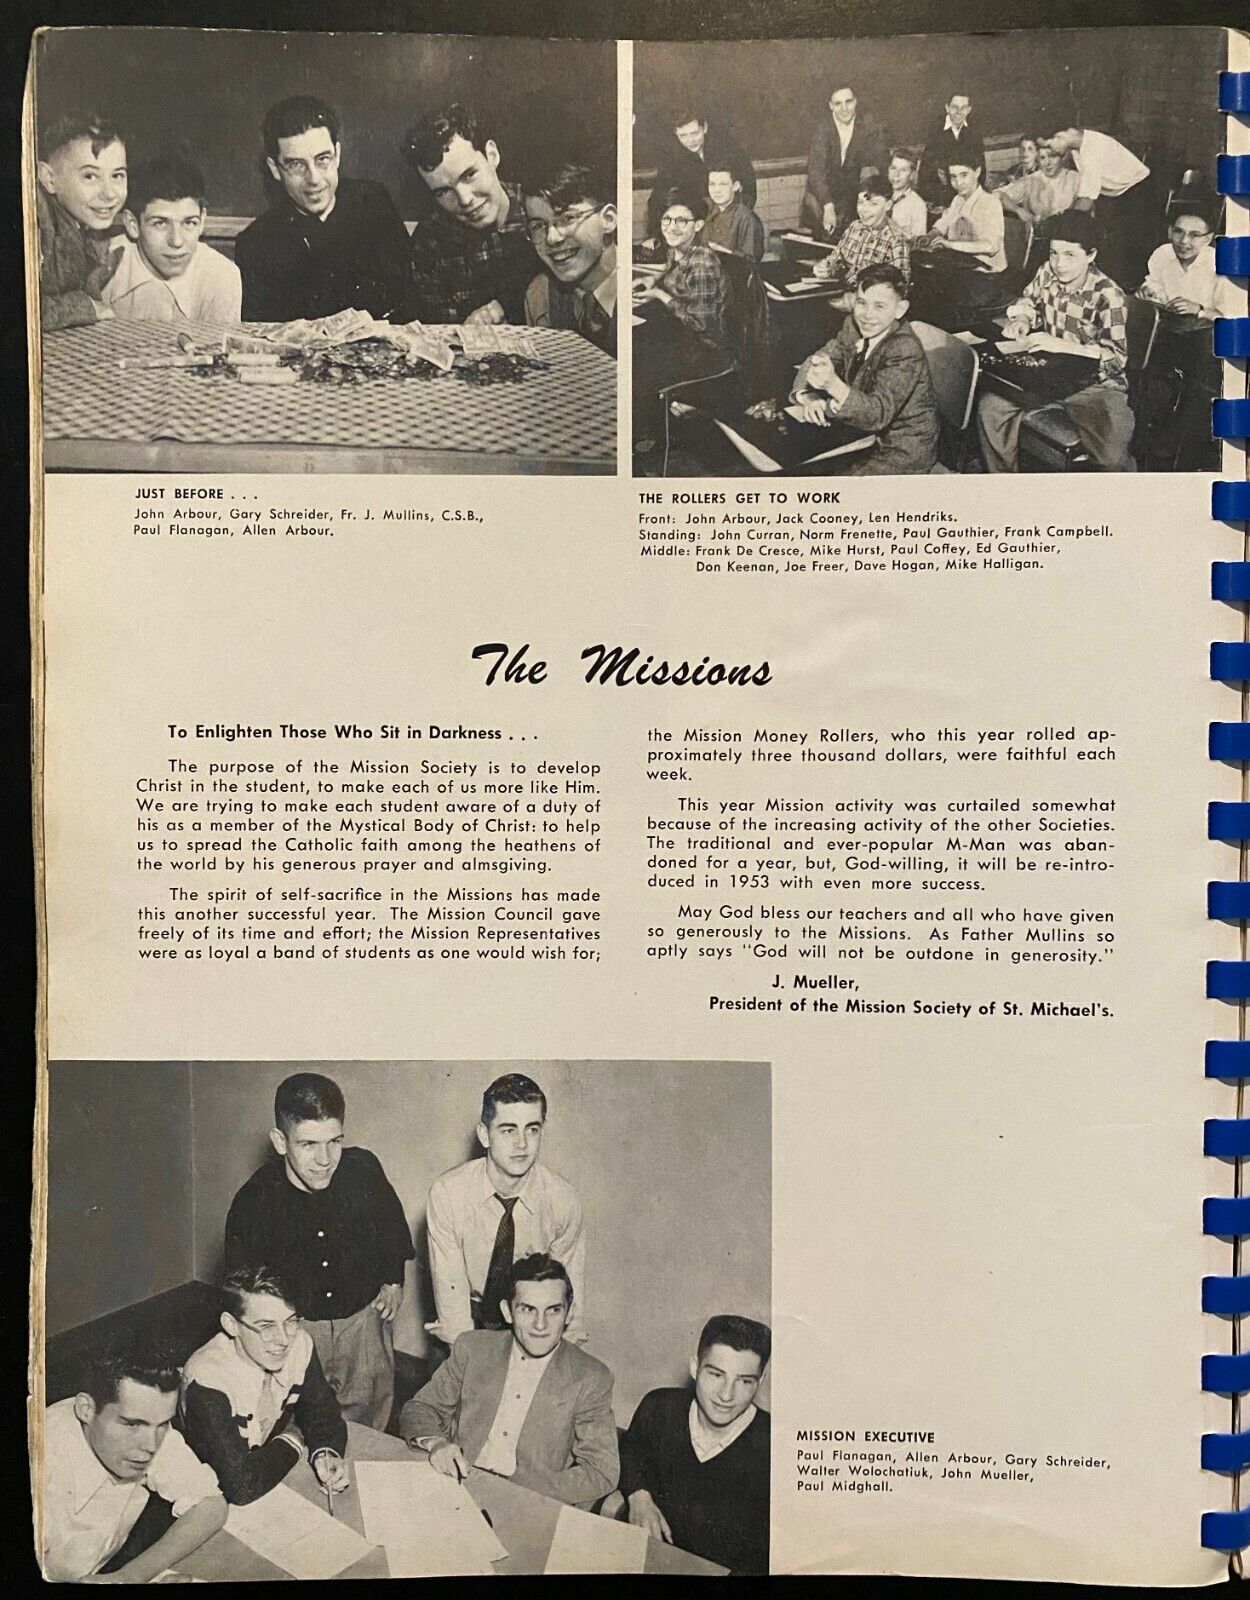 JUST BEFORE . . .
John Arbour, Gary Schreider, Fr. J. Mullins, C.S.B.,
Paul Flanagan, Allen Arbour.
THE ROLLERS GET TO WORK
Front: John Arbour, Jack Cooney, Len Hendriks.
Standing: John Curran, Norm Frenette, Paul Gauthier, Frank Campbell.
Middle: Frank De Cresce, Mike Hurst, Paul Coffey, Ed Gauthier,
Don Keenan, Joe Freer, Dave Hogan, Mike Halligan.
The Missions
To Enlighten Those Who Sit in Darkness . . .
The purpose of the Mission Society is to develop
Christ in the student, to make each of us more like Him.
We are trying to make each student aware of a duty of
his as a member of the Mystical Body of Christ: to help
us to spread the Catholic faith among the heathens of
the world by his generous prayer and almsgiving.
The spirit of self-sacrifice in the Missions has made
this another successful year. The Mission Council gave
freely of its time and effort; the Mission Representatives
were as loyal a band of students as one would wish for;
the Mission Money Rollers, who this year rolled ap-
proximately three thousand dollars, were faithful each
week.
This year Mission activity was curtailed somewhat
because of the increasing activity of the other Societies.
The traditional and ever-popular M-Man was aban-
doned for a year, but, God-willing, it will be re-intro-
duced in 1953 with even more success.
May God bless our teachers and all who have given
so generously to the Missions. As Father Mullins so
aptly says "God will not be outdone in generosity."
J. Mueller,
President of the Mission Society of St. Michael's.
MISSION EXECUTIVE
Paul Flanagan, Allen Arbour, Gary Schreider,
Walter Wolochatiuk, John Mueller,
Paul Midghall.